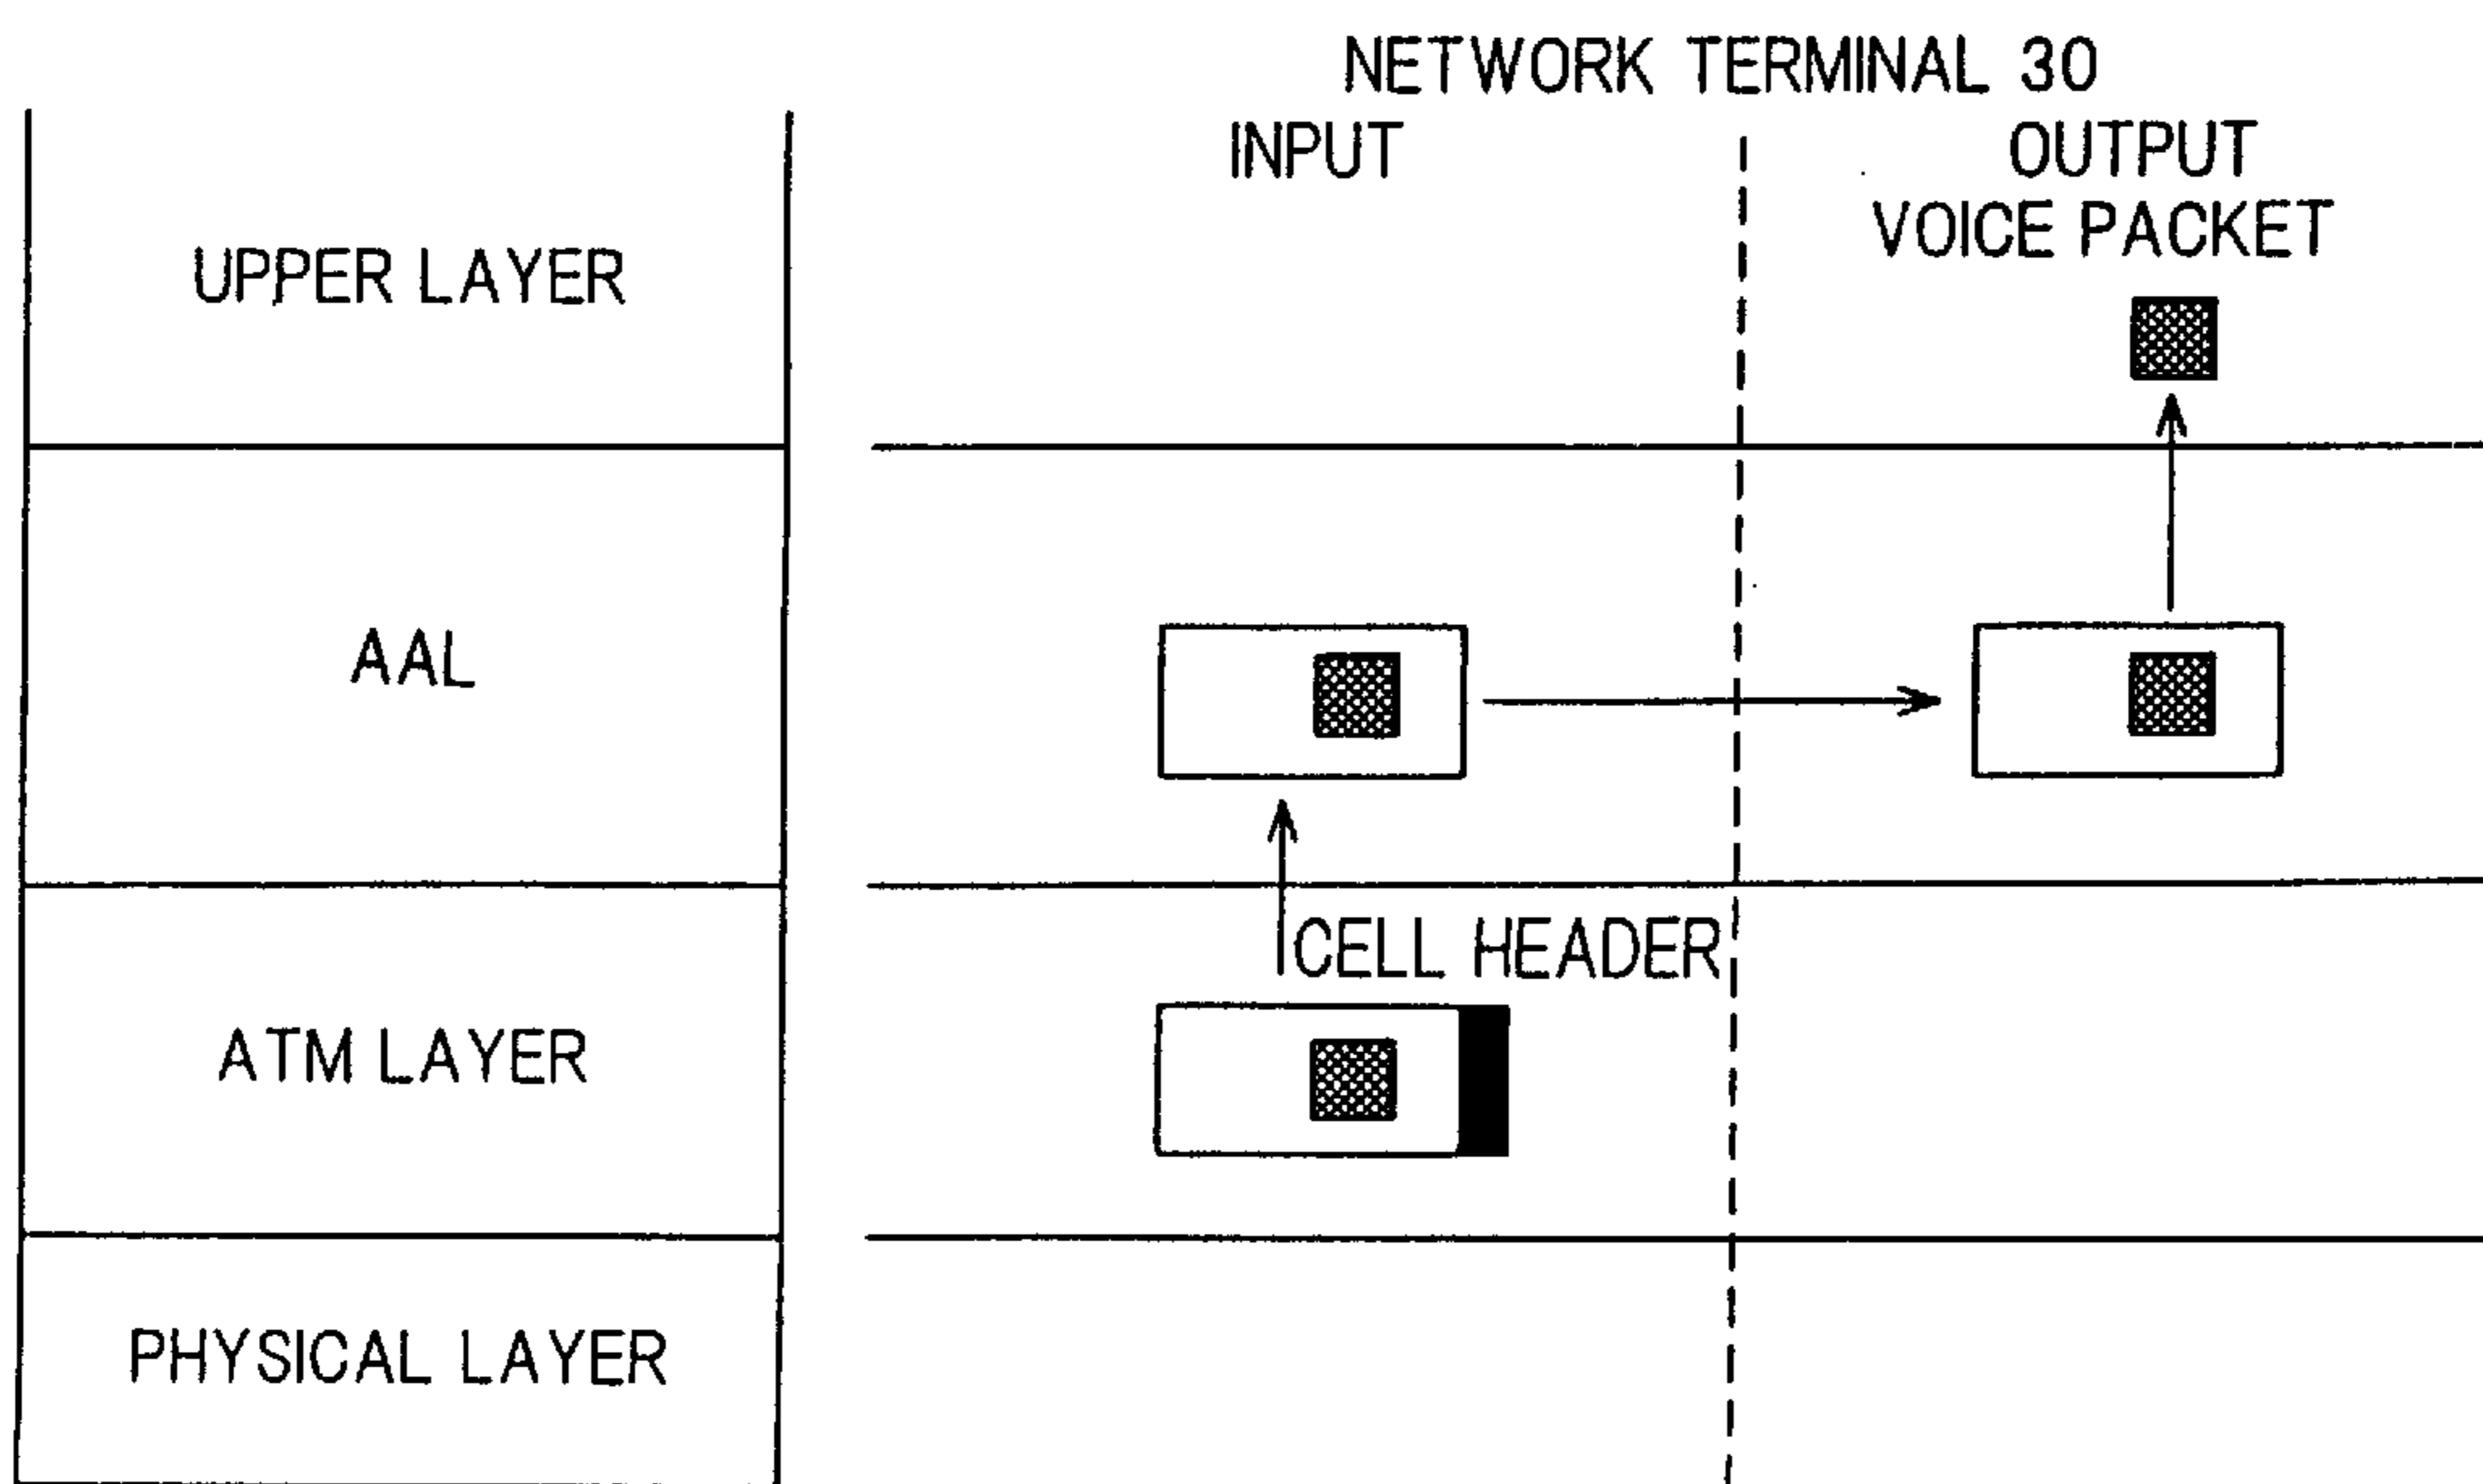 NETWORK TERMINAL 30
INPUT
OUTPUT
VOICE PACKET
UPPER LAYER
AAL
CELL HEADER
ATM LAYER
PHYSICAL LAYER